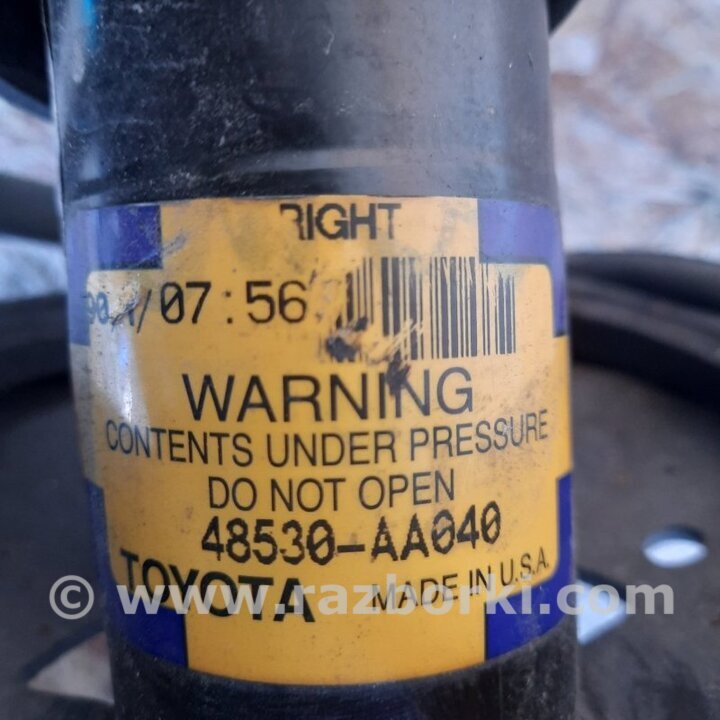 RIGHT
07:56
WARNING
CONTENTS UNDER PRESSURE
DO NOT OPEN
48530-AA040
TOYOTA MADE IN U.S.A.
© www.razborki.com